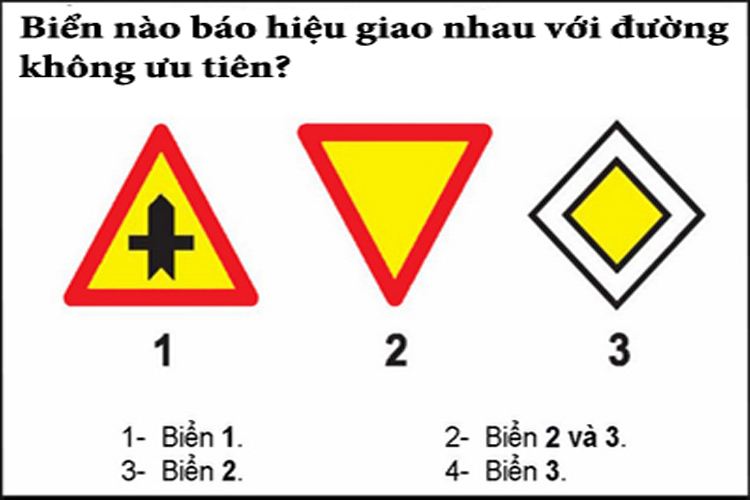 Biển nào báo hiệu giao nhau với đường
không ưu tiên?
1 2 3
1- Biển 1. 2- Biển 2 và 3.
3- Biển 2. 4- Biển 3.